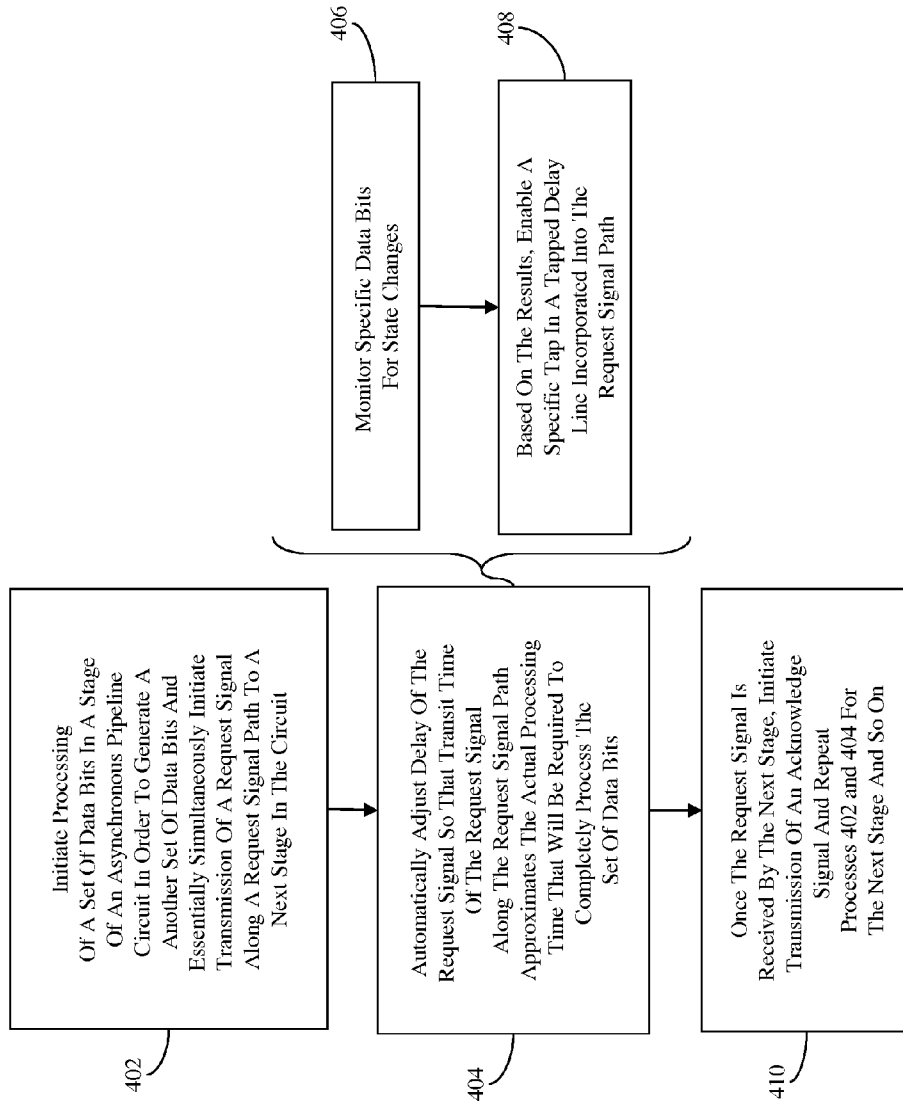 402
Initiate Processing
Of A Set Of Data Bits In A Stage
Of An Asynchronous Pipeline
Circuit In Order To Generate A
Another Set Of Data Bits And
Essentially Simultaneously Initiate
Transmission Of A Request Signal
Along A Request Signal Path To A
Next Stage In The Circuit
404
Automatically Adjust Delay Of The
Request Signal So That Transit Time
Of The Request Signal
Along The Request Signal Path
Approximates The Actual Processing
Time That Will Be Required To
Completely Process The
Set Of Data Bits
406
Monitor Specific Data Bits
For State Changes
408
Based On The Results, Enable A
Specific Tap In A Tapped Delay
Line Incorporated Into The
Request Signal Path
410
Once The Request Signal Is
Received By The Next Stage, Initiate
Transmission Of An Acknowledge
Signal And Repeat
Processes 402 and 404 For
The Next Stage And So On